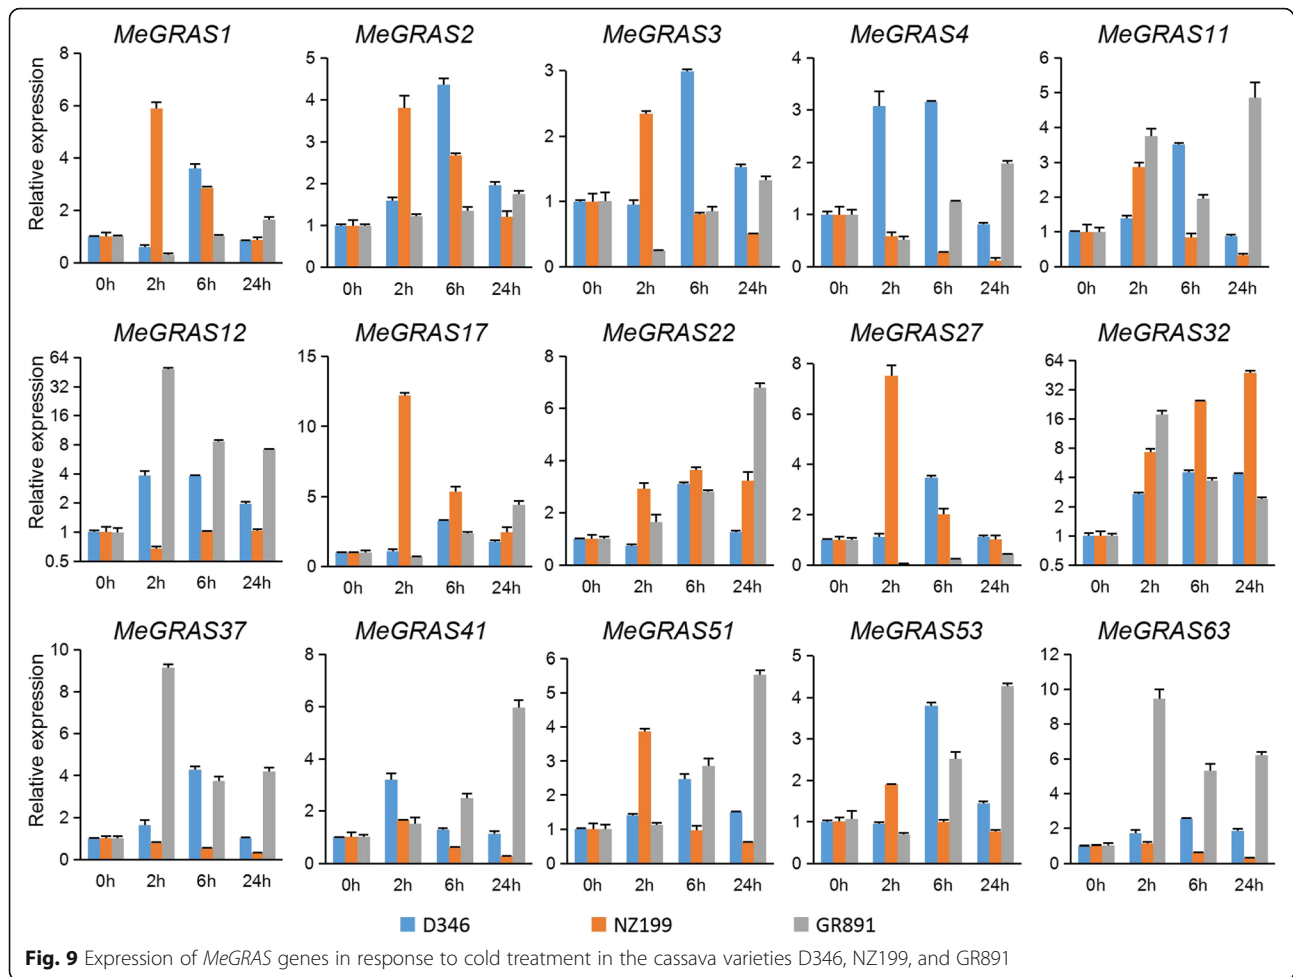 MeGRAS1 MeGRAS2 MeGRAS3 MeGRAS4 MeGRAS11
Relative expression
8 6 4 2 0
5 4 3 2 1 0
3 2 1 0
4 3 2 1 0
6 5 4 3 2 1 0
0h 2h 6h 24h 0h 2h 6h 24h 0h 2h 6h 24h 0h 2h 6h 24h 0h 2h 6h 24h
MeGRAS12 MeGRAS17 MeGRAS22 MeGRAS27 MeGRAS32
Relative expression
64 32 16 8 4 2 1 0.5
15 10 5 0
8 6 4 2 0
8 6 4 2 0
64 32 16 8 4 2 1 0.5
0h 2h 6h 24h 0h 2h 6h 24h 0h 2h 6h 24h 0h 2h 6h 24h 0h 2h 6h 24h
MeGRAS37 MeGRAS41 MeGRAS51 MeGRAS53 MeGRAS63
Relative expression
10 8 6 4 2 0
8 6 4 2 0
6 5 4 3 2 1 0
5 4 3 2 1 0
12 10 8 6 4 2 0
0h 2h 6h 24h 0h 2h 6h 24h 0h 2h 6h 24h 0h 2h 6h 24h 0h 2h 6h 24h
D346 NZ199 GR891
Fig. 9 Expression of MeGRAS genes in response to cold treatment in the cassava varieties D346, NZ199, and GR891